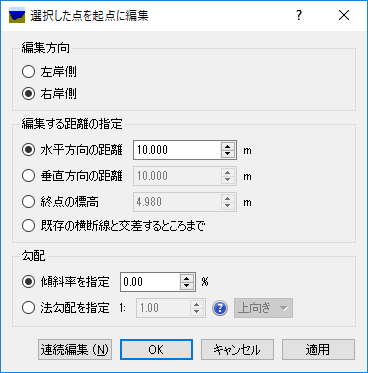 選択した点を起点に編集
編集方向
左岸側
右岸側
編集する距離の指定
水平方向の距離 10.000 m
垂直方向の距離 10.000 m
終点の標高 4.980 m
既存の横断線と交差するところまで
勾配
傾斜率を指定 0.00 %
法勾配を指定 1: 1.00 ? 上向き
連続編集 (N) OK キャンセル 適用